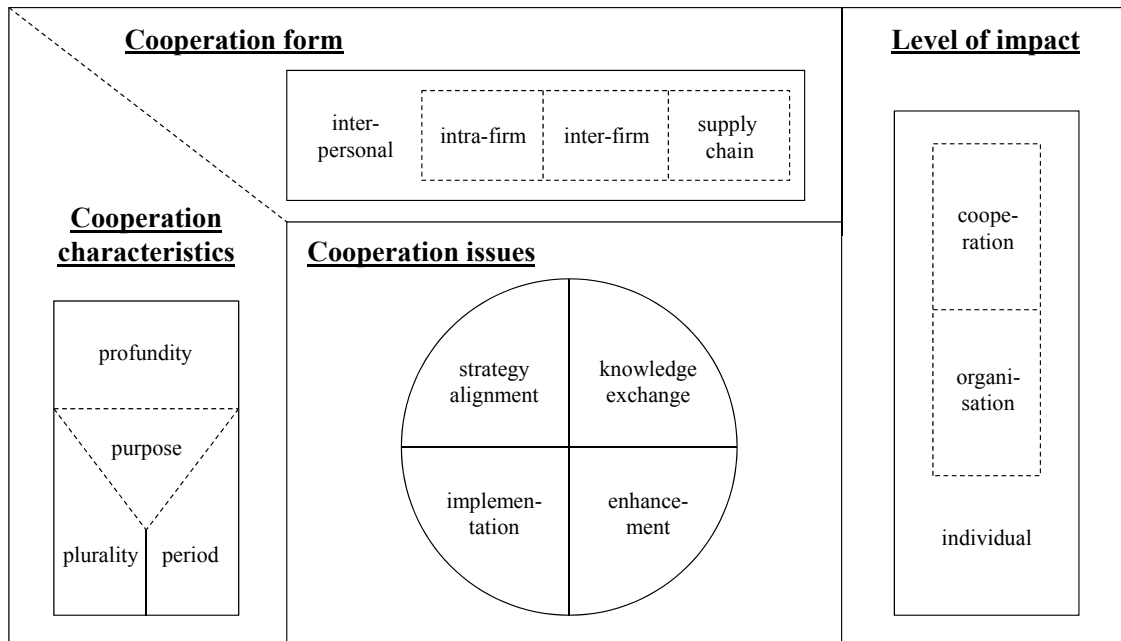 Cooperation form
inter-
personal
intra-firm
inter-firm
supply
chain
Level of impact
coope-
ration
organi-
sation
individual
Cooperation
characteristics
profundity
purpose
plurality
period
Cooperation issues
strategy
alignment
knowledge
exchange
implemen-
tation
enhance-
ment